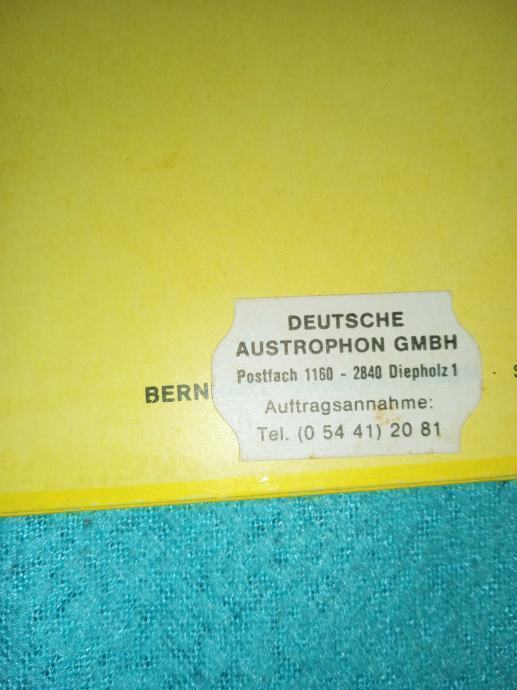 DEUTSCHE
AUSTROPHON GMBH
Postfach 1160 - 2840 Diepholz 1
Auftragsannahme:
Tel. (0 54 41) 20 81
BERN